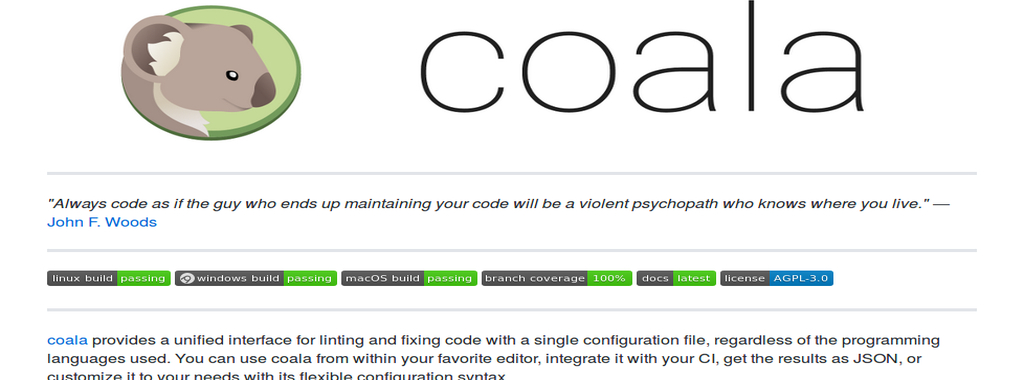 coala
"Always code as if the guy who ends up maintaining your code will be a violent psychopath who knows where you live." —
John F. Woods
linux build passing windows build passing macOS build passing branch coverage 100% docs latest license AGPL-3.0
coala provides a unified interface for linting and fixing code with a single configuration file, regardless of the programming
languages used. You can use coala from within your favorite editor, integrate it with your CI, get the results as JSON, or
customize it to your needs with its flexible configuration syntax.